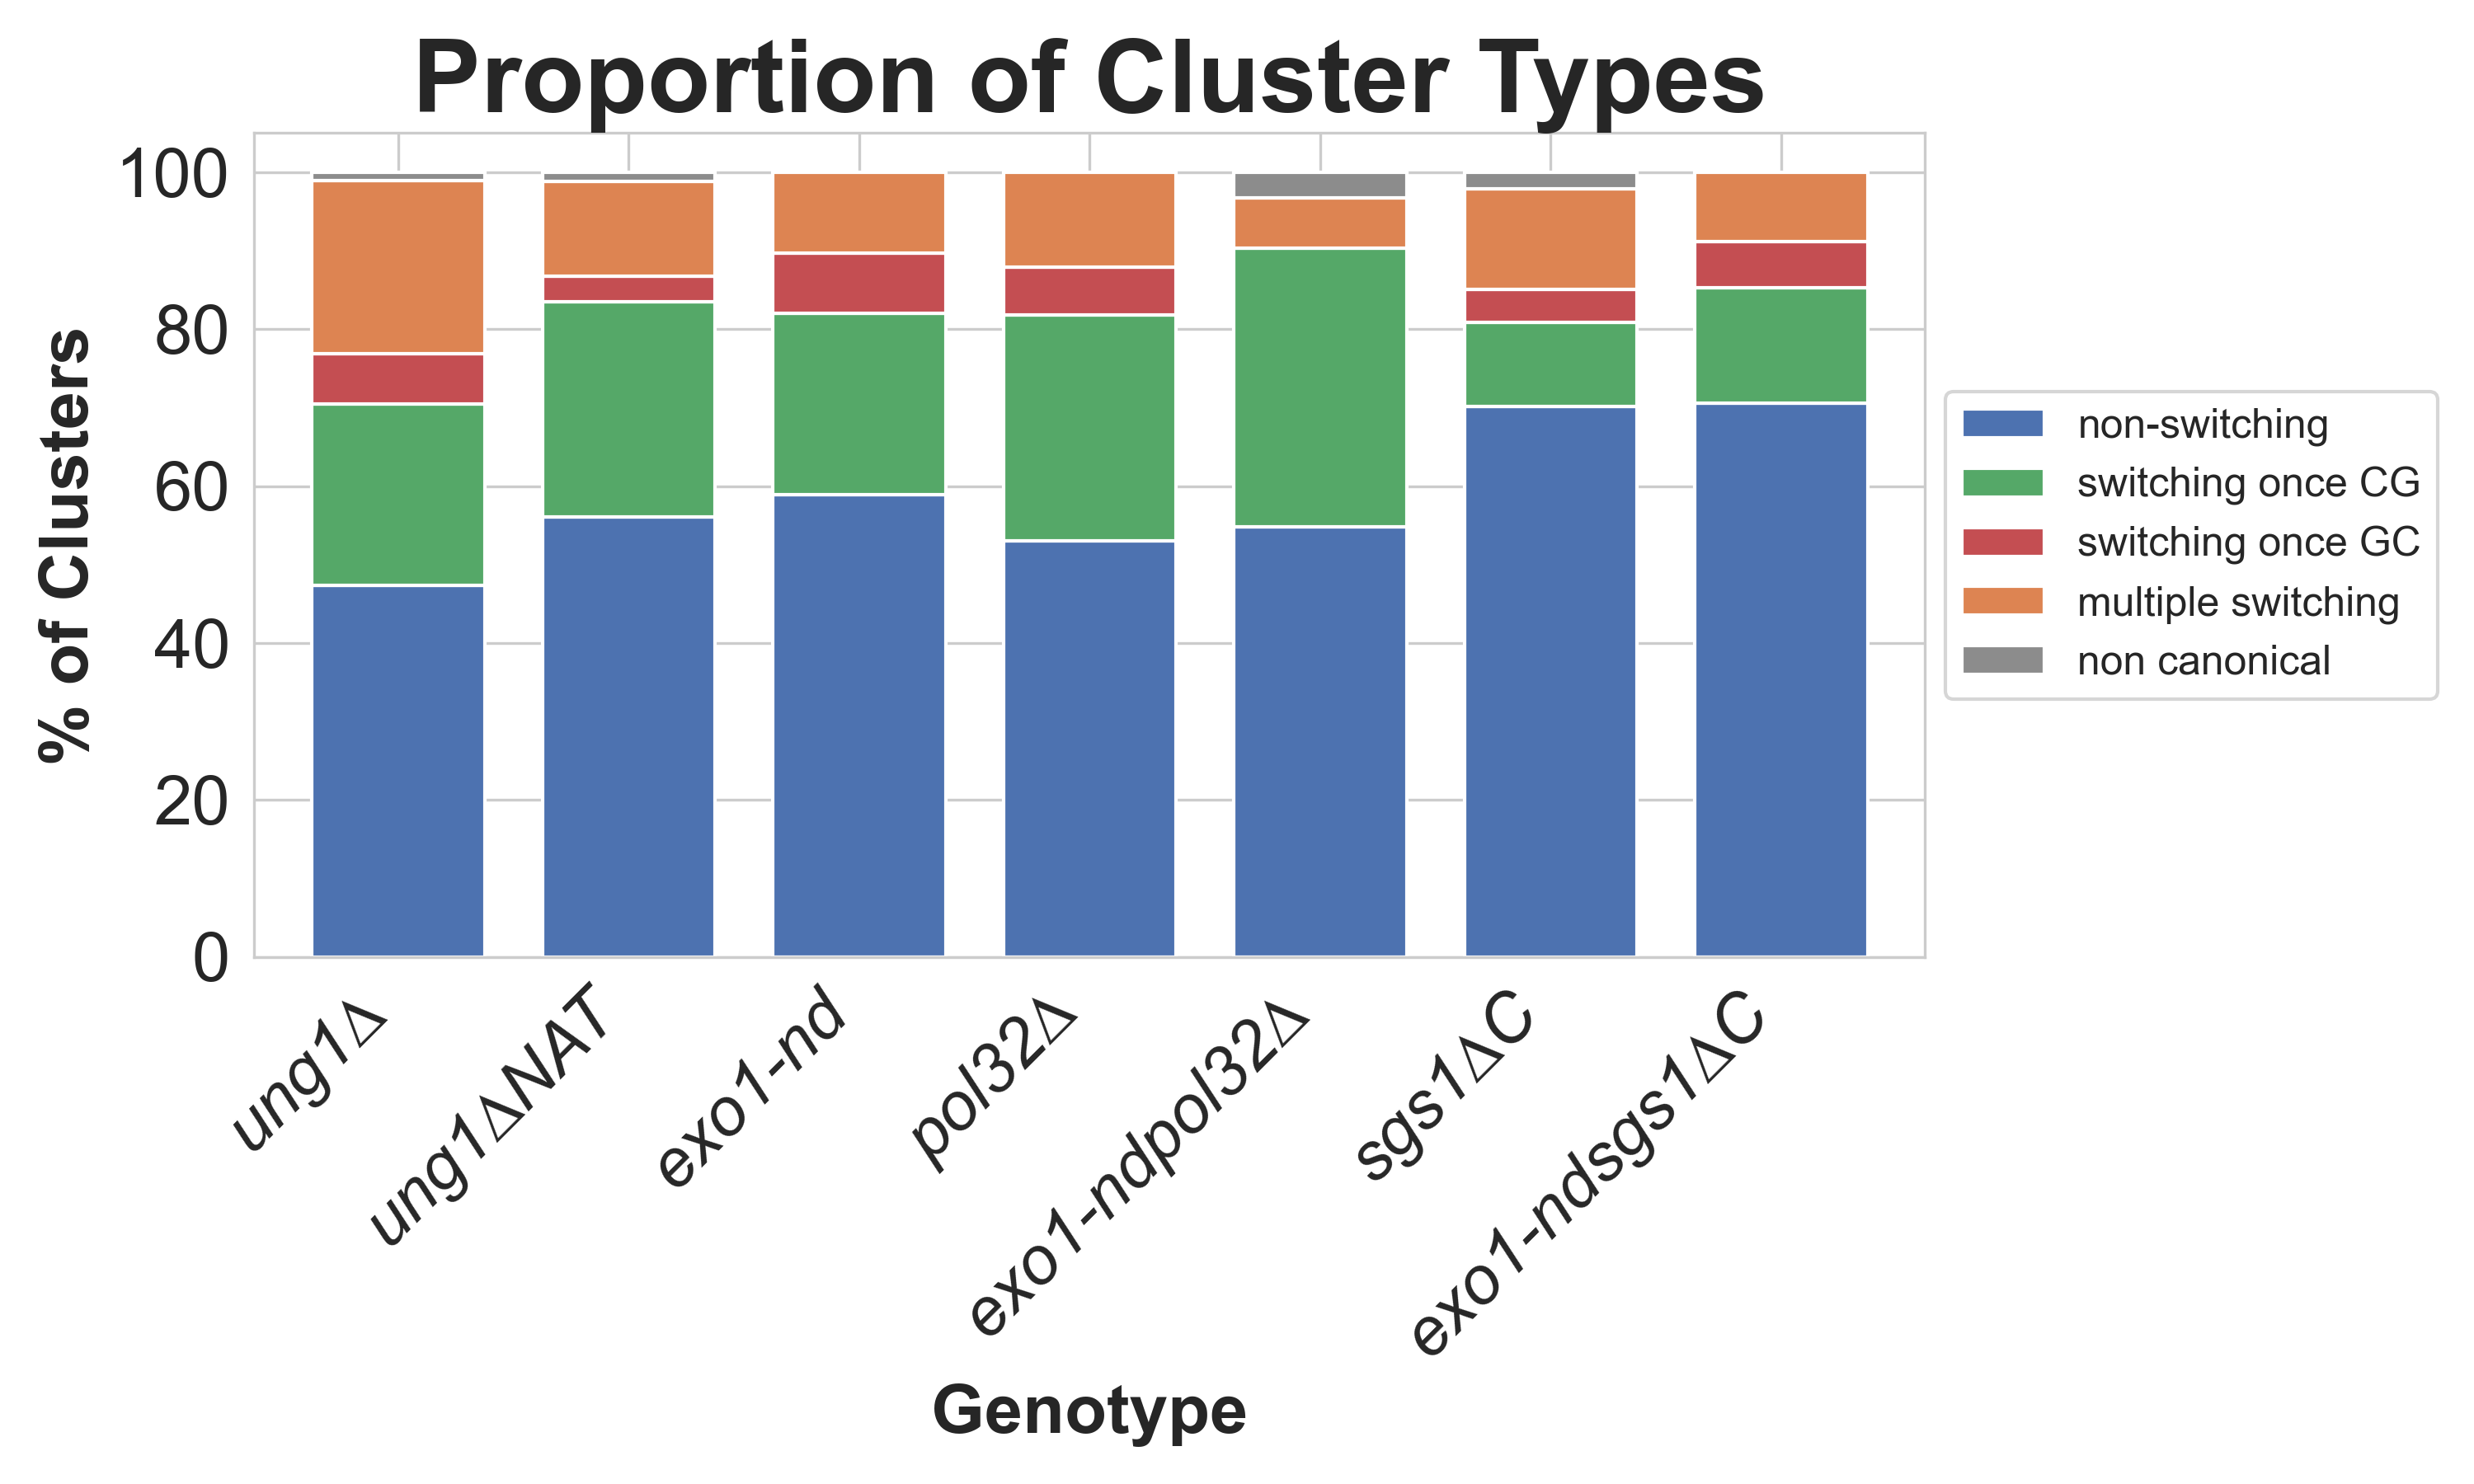 Proportion of Cluster Types
% of Clusters
100
80
60
40
20
0
ung1Δ
ung1ΔNAT
exo1-nd
pol32Δ
exo1-ndpol32Δ
sgs1ΔC
exo1-ndsgs1ΔC
Genotype
non-switching
switching once CG
switching once GC
multiple switching
non canonical